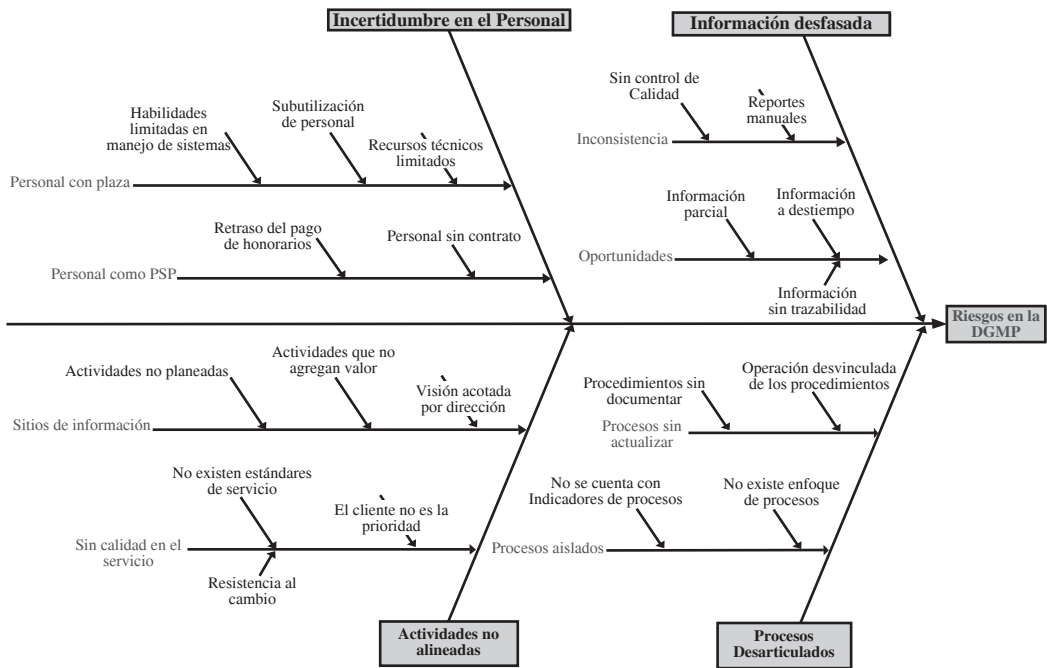 Incertidumbre en el Personal
Información desfasada
Habilidades
limitadas en
manejo de sistemas
Subutilización
de personal
Recursos técnicos
limitados
Personal con plaza
Retraso del pago
de honorarios
Personal sin contrato
Personal como PSP
Sin control de
Calidad
Reportes
manuales
Inconsistencia
Información
parcial
Información
a destiempo
Oportunidades
Información
sin trazabilidad
Riesgos en la
DGMP
Actividades no planeadas
Actividades que no
agregan valor
Visión acotada
por dirección
Sitios de información
No existen estándares
de servicio
El cliente no es la
prioridad
Sin calidad en el
servicio
Resistencia al
cambio
Procedimientos sin
documentar
Operación desvinculada
de los procedimientos
Procesos sin
actualizar
No se cuenta con
Indicadores de procesos
No existe enfoque
de procesos
Procesos aislados
Actividades no
alineadas
Procesos
Desarticulados